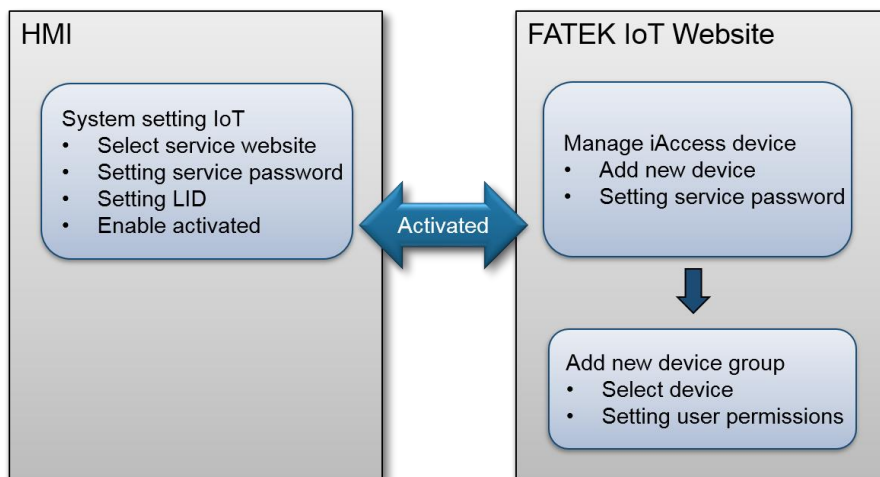 HMI
System setting IoT
• Select service website
• Setting service password
• Setting LID
• Enable activated
Activated
FATEK IoT Website
Manage iAccess device
• Add new device
• Setting service password
Add new device group
• Select device
• Setting user permissions